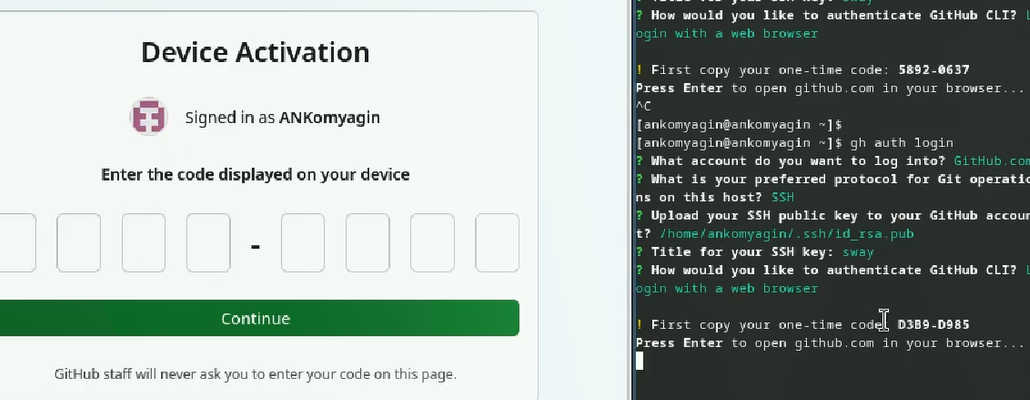 Device Activation
Signed in as ANKomyagin
Enter the code displayed on your device
-
Continue
GitHub staff will never ask you to enter your code on this page.
? How would you like to authenticate GitHub CLI? L
ogin with a web browser
! First copy your one-time code: 5892-0637
Press Enter to open github.com in your browser...
^C
[ankomyagin@ankomyagin ~]$
[ankomyagin@ankomyagin ~]$ gh auth login
? What account do you want to log into? GitHub.com
? What is your preferred protocol for Git operatio
ns on this host? SSH
? Upload your SSH public key to your GitHub accoun
t? /home/ankomyagin/.ssh/id_rsa.pub
? Title for your SSH key: sway
? How would you like to authenticate GitHub CLI? L
ogin with a web browser
! First copy your one-time code: D3B9-D985
Press Enter to open github.com in your browser...